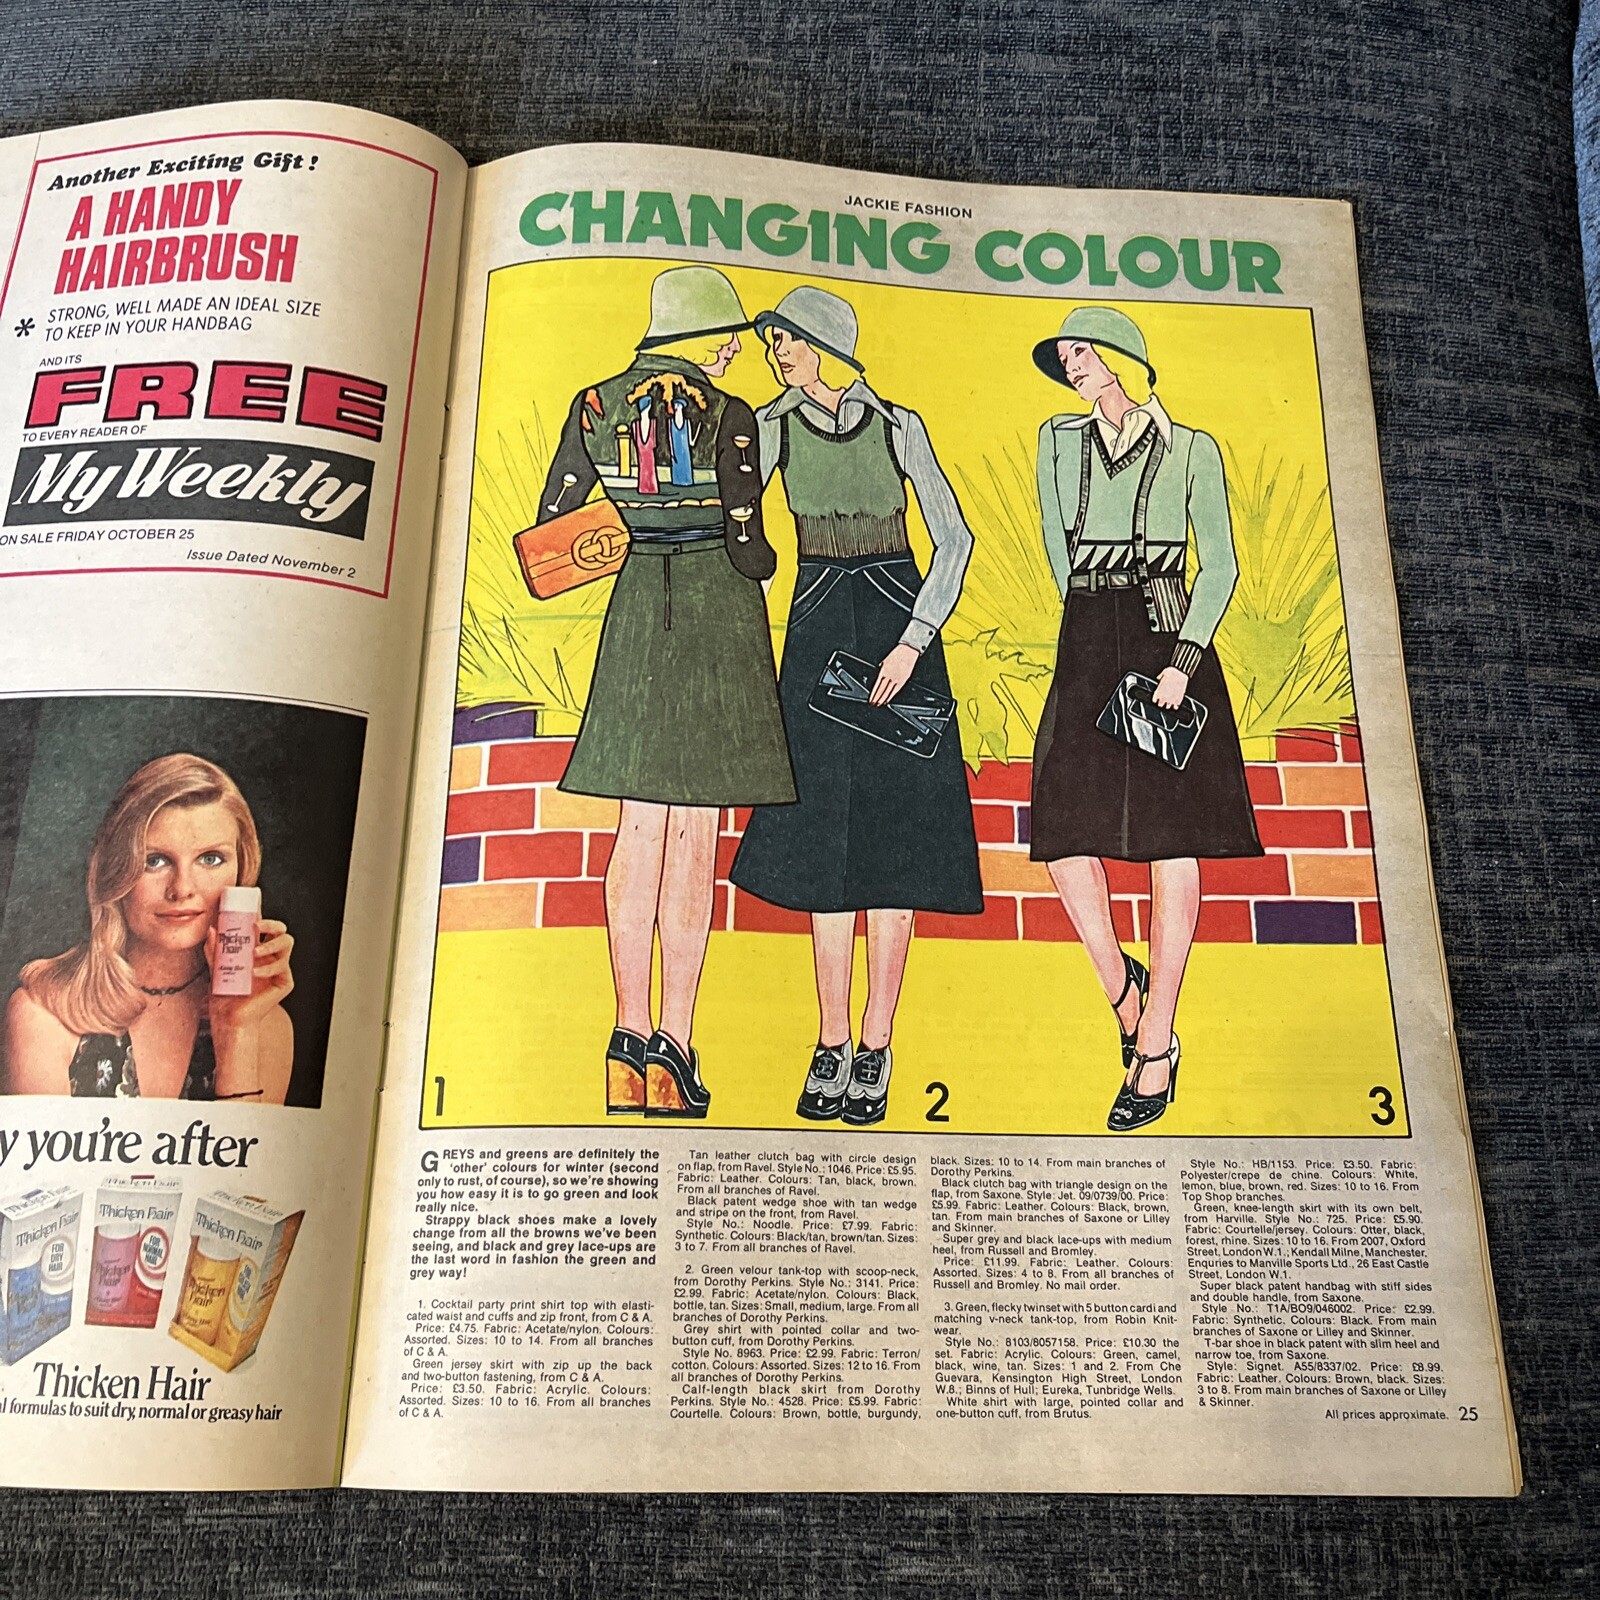 Another Exciting Gift!
A HANDY
HAIRBRUSH
* STRONG, WELL MADE AN IDEAL SIZE
TO KEEP IN YOUR HANDBAG
AND ITS
FREE
TO EVERY READER OF
My Weekly
ON SALE FRIDAY OCTOBER 25
Issue Dated November 2
Thicken
Hair
y you're after
Thicken Hair
FOR
DRY
HAIR
Thicken Hair
FOR
NORMAL
HAIR
Thicken Hair
Thicken Hair
l formulas to suit dry, normal or greasy hair
JACKIE FASHION
CHANGING COLOUR
1
2
3
GREYS and greens are definitely the
'other' colours for winter (second
only to rust, of course), so we're showing
you how easy it is to go green and look
really nice.
Strappy black shoes make a lovely
change from all the browns we've been
seeing, and black and grey lace-ups are
the last word in fashion the green and
grey way!
1. Cocktail party print shirt top with elasti-
cated waist and cuffs and zip front, from C & A.
Price: £4.75. Fabric: Acetate/nylon. Colours:
Assorted. Sizes: 10 to 14. From all branches
of C & A.
Green jersey skirt with zip up the back
and two-button fastening, from C & A.
Price: £3.50. Fabric: Acrylic. Colours:
Assorted. Sizes: 10 to 16. From all branches
of C & A.
Tan leather clutch bag with circle design
on flap, from Ravel. Style No.: 1046. Price: £5.95.
Fabric: Leather. Colours: Tan, black, brown.
From all branches of Ravel.
Black patent wedge shoe with tan wedge
and stripe on the front, from Ravel.
Style No.: Noodle. Price: £7.99. Fabric:
Synthetic. Colours: Black/tan, brown/tan. Sizes:
3 to 7. From all branches of Ravel.
2. Green velour tank-top with scoop-neck,
from Dorothy Perkins. Style No.: 3141. Price:
£2.99. Fabric: Acetate/nylon. Colours: Black,
bottle, tan. Sizes: Small, medium, large. From all
branches of Dorothy Perkins.
Grey shirt with pointed collar and two-
button cuff, from Dorothy Perkins.
Style No. 8963. Price: £2.99. Fabric: Terron/
cotton. Colours: Assorted. Sizes: 12 to 16. From
all branches of Dorothy Perkins.
Calf-length black skirt from Dorothy
Perkins. Style No.: 4528. Price: £5.99. Fabric:
Courtelle. Colours: Brown, bottle, burgundy,
black. Sizes: 10 to 14. From main branches of
Dorothy Perkins.
Black clutch bag with triangle design on the
flap, from Saxone. Style: Jet. 09/0739/00. Price:
£5.99. Fabric: Leather. Colours: Black, brown,
tan. From main branches of Saxone or Lilley
and Skinner.
Super grey and black lace-ups with medium
heel, from Russell and Bromley.
Price: £11.99. Fabric: Leather. Colours:
Assorted. Sizes: 4 to 8. From all branches of
Russell and Bromley. No mail order.
3. Green, flecky twinset with 5 button cardi and
matching v-neck tank-top, from Robin Knit-
wear.
Style No.: 8103/8057158. Price: £10.30 the
set. Fabric: Acrylic. Colours: Green, camel,
black, wine, tan. Sizes: 1 and 2. From Che
Guevara, Kensington High Street, London
W.8.; Binns of Hull; Eureka, Tunbridge Wells.
White shirt with large, pointed collar and
one-button cuff, from Brutus.
Style No.: HB/1153. Price: £3.50. Fabric:
Polyester/crepe de chine. Colours: White,
lemon, blue, brown, red. Sizes: 10 to 16. From
Top Shop branches.
Green, knee-length skirt with its own belt,
from Harville. Style No.: 725. Price: £5.90.
Fabric: Courtelle/jersey. Colours: Otter, black,
forest, rhine. Sizes: 10 to 16. From 2007, Oxford
Street, London W.1.; Kendall Milne, Manchester.
Enquries to Manville Sports Ltd., 26 East Castle
Street, London W.1.
Super black patent handbag with stiff sides
and double handle, from Saxone.
Style No.: T1A/BO9/046002. Price: £2.99.
Fabric: Synthetic. Colours: Black. From main
branches of Saxone or Lilley and Skinner.
T-bar shoe in black patent with slim heel and
narrow toe, from Saxone.
Style: Signet. A55/8337/02. Price: £8.99.
Fabric: Leather. Colours: Brown, black. Sizes:
3 to 8. From main branches of Saxone or Lilley
& Skinner.
All prices approximate. 25